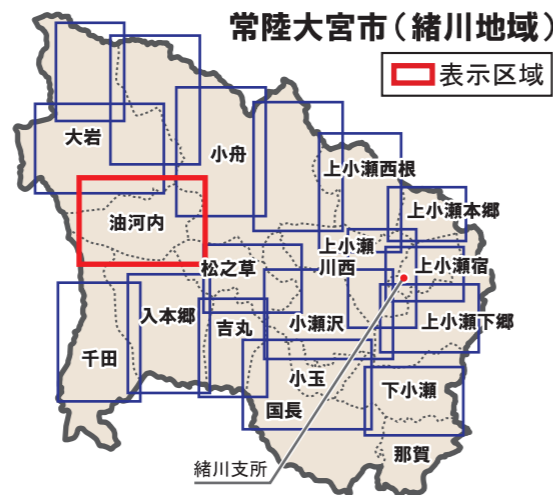 常陸大宮市（緒川地域）
表示区域
大岩
小舟
上小瀬西根
油河内
上小瀬本郷
松之草
上小瀬
川西
上小瀬宿
入本郷
吉丸
小瀬沢
上小瀬下郷
千田
小玉
国長
下小瀬
那賀
緒川支所